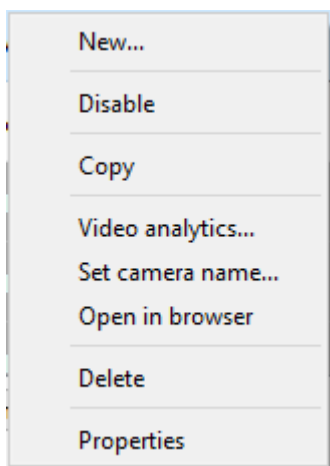 New...
Disable
Copy
Video analytics...
Set camera name...
Open in browser
Delete
Properties